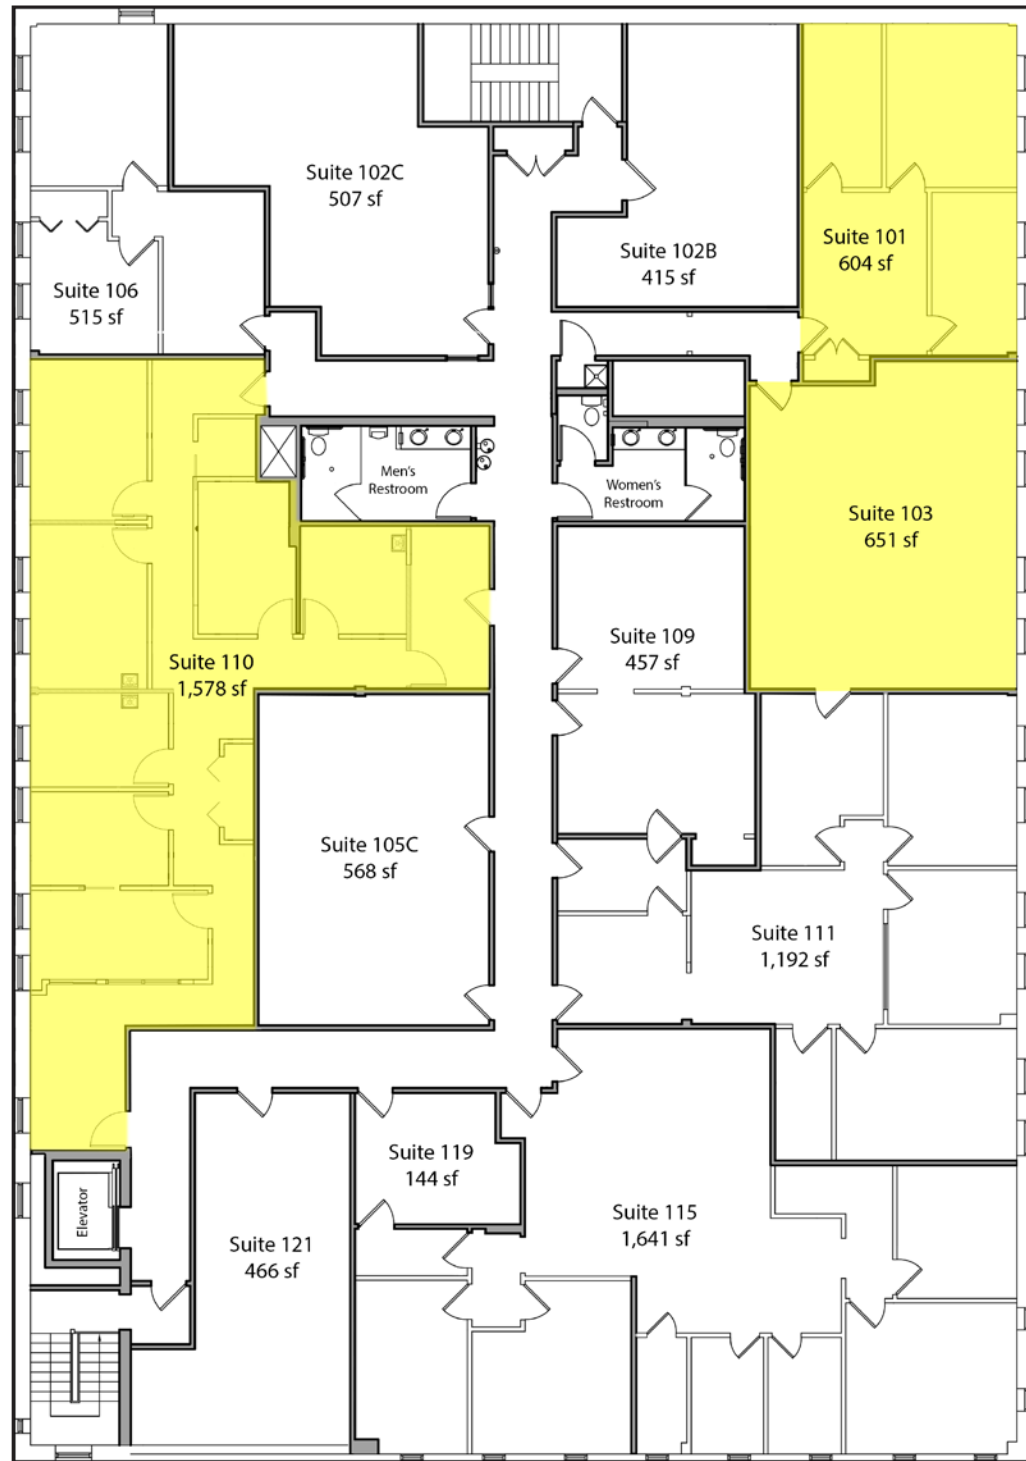 Suite 102C
507 sf
Suite 102B
415 sf
Suite 101
604 sf
Suite 106
515 sf
Men's
Restroom
Women's
Restroom
Suite 103
651 sf
Suite 110
1,578 sf
Suite 109
457 sf
Suite 105C
568 sf
Suite 111
1,192 sf
Suite 119
144 sf
Elevator
Suite 121
466 sf
Suite 115
1,641 sf